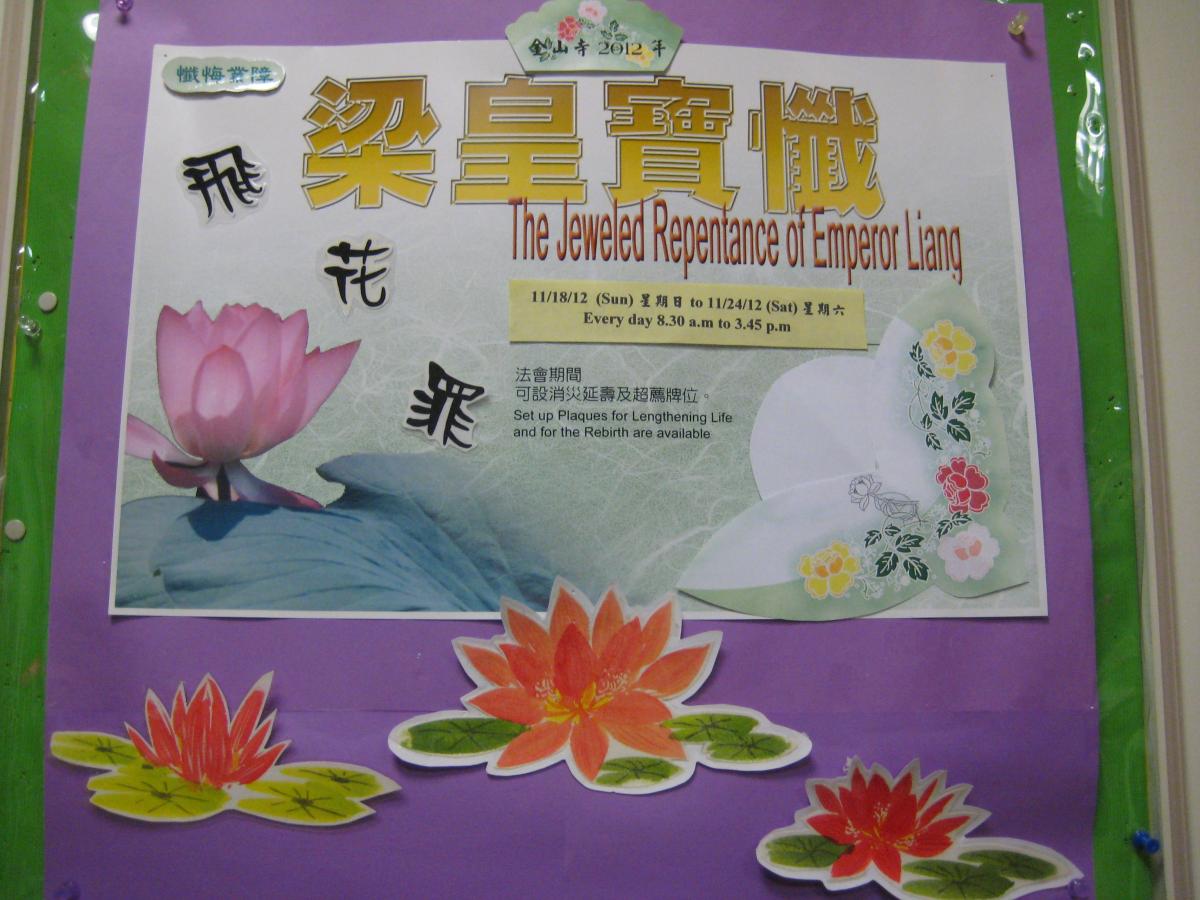 金山寺 2012 年
懺悔業障
梁皇寶懺
The Jeweled Repentance of Emperor Liang
飛
花
罪
11/18/12 (Sun) 星期日 to 11/24/12 (Sat) 星期六
Every day 8.30 a.m to 3.45 p.m
法會期間
可設消災延壽及超薦牌位。
Set up Plaques for Lengthening Life
and for the Rebirth are available